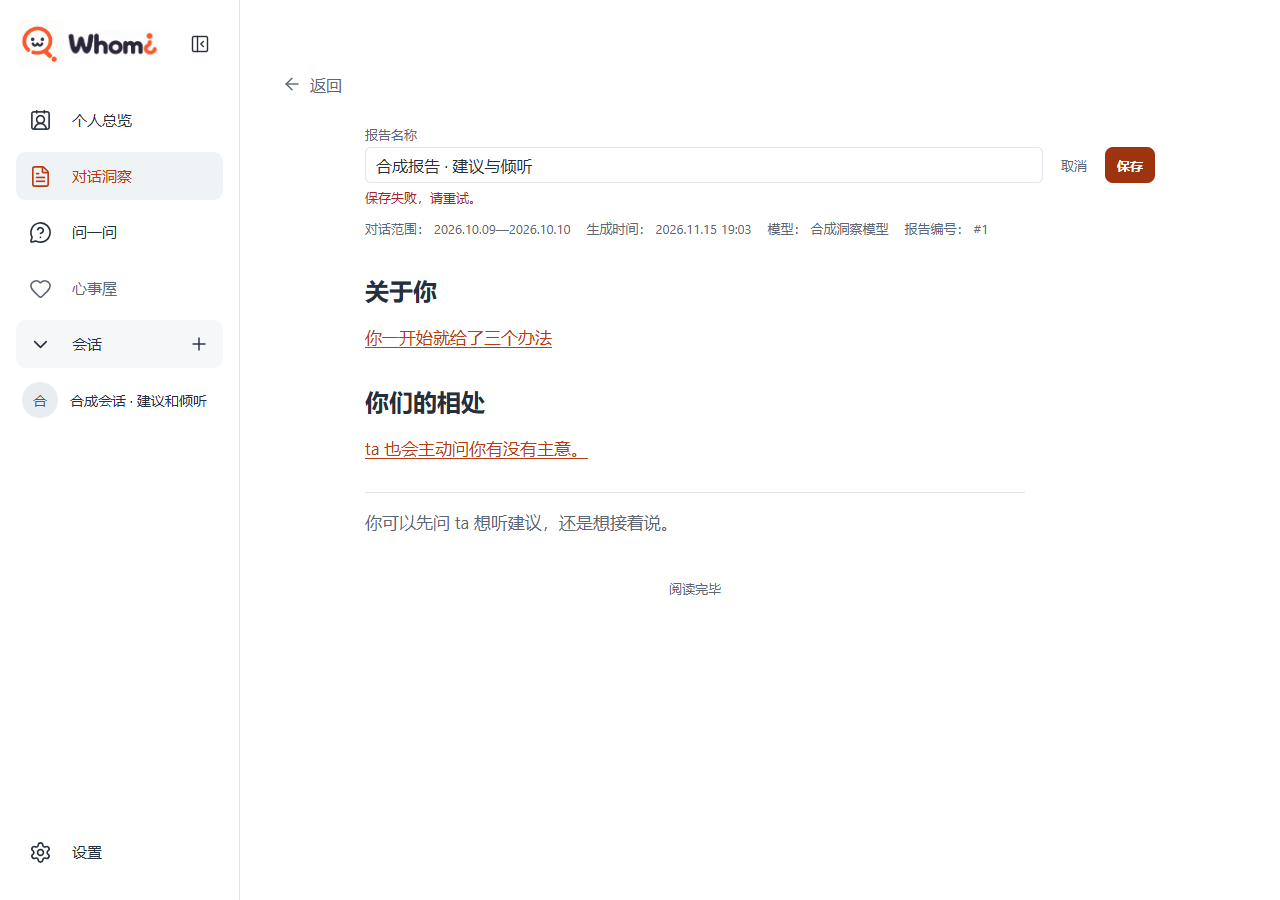 Whomi
个人总览
对话洞察
问一问
心事屋
会话
合 合成会话 · 建议和倾听
设置
返回
报告名称
合成报告 · 建议与倾听 取消 保存
保存失败，请重试。
对话范围： 2026.10.09—2026.10.10 生成时间： 2026.11.15 19:03 模型： 合成洞察模型 报告编号： #1
关于你
你一开始就给了三个办法
你们的相处
ta 也会主动问你有没有主意。
你可以先问 ta 想听建议，还是想接着说。
阅读完毕